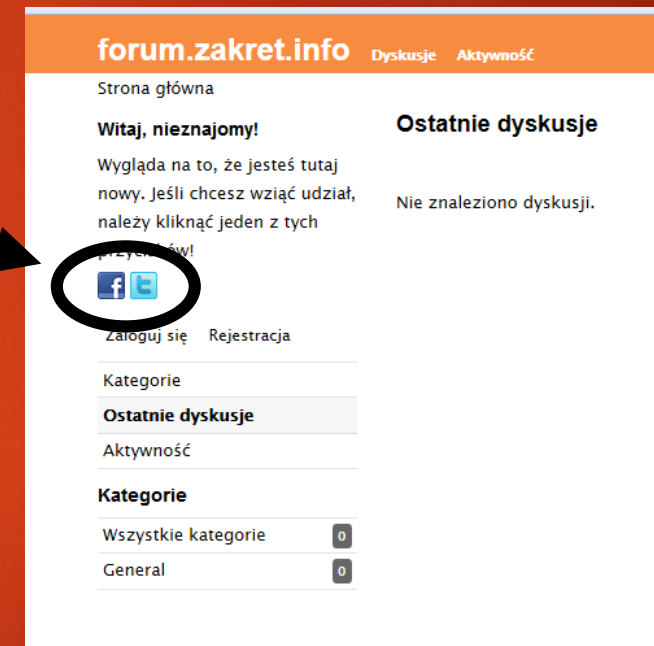 forum.zakret.info Dyskusje Aktywność
Strona główna
Witaj, nieznajomy!
Wygląda na to, że jesteś tutaj
nowy. Jeśli chcesz wziąć udział,
należy kliknąć jeden z tych
przycisków!
Zaloguj się Rejestracja
Kategorie
Ostatnie dyskusje
Aktywność
Kategorie
Wszystkie kategorie 0
General 0
Ostatnie dyskusje
Nie znaleziono dyskusji.